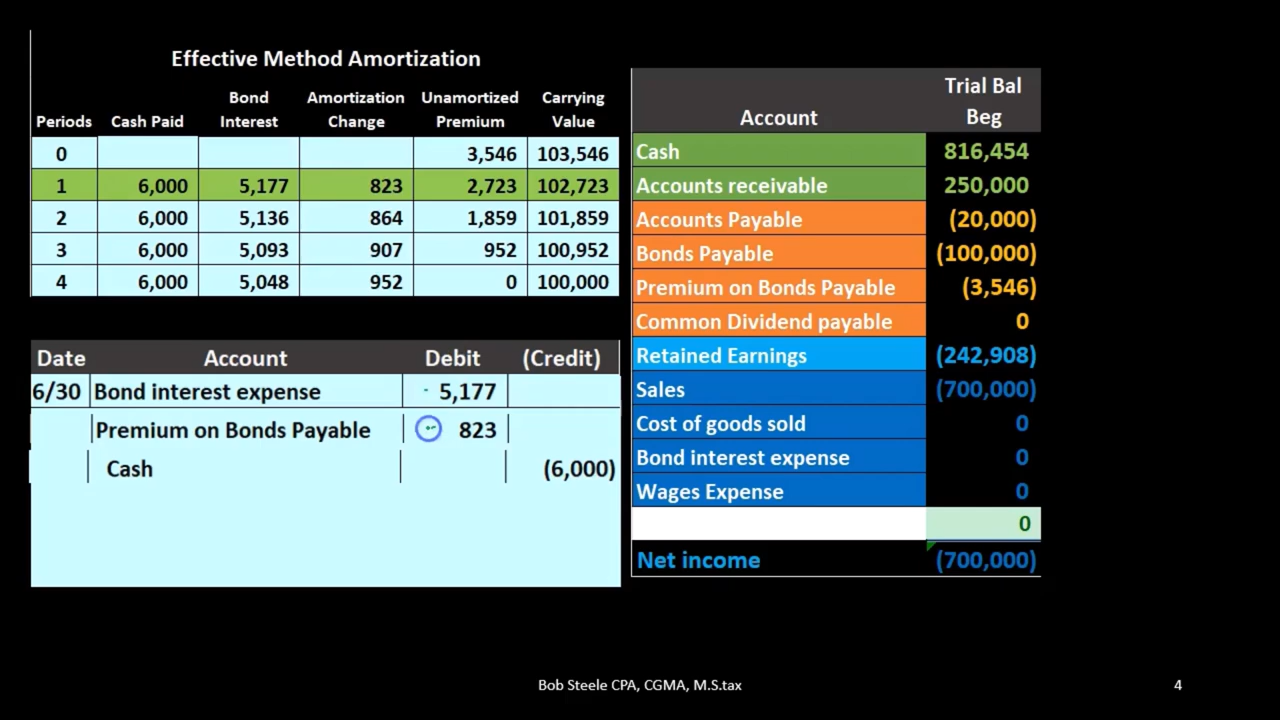 Effective Method Amortization
Periods Cash Paid Bond Interest Amortization Change Unamortized Premium Carrying Value
0 3,546 103,546
1 6,000 5,177 823 2,723 102,723
2 6,000 5,136 864 1,859 101,859
3 6,000 5,093 907 952 100,952
4 6,000 5,048 952 0 100,000
Date Account Debit (Credit)
6/30 Bond interest expense 5,177
Premium on Bonds Payable 823
Cash (6,000)
Account Trial Bal Beg
Cash 816,454
Accounts receivable 250,000
Accounts Payable (20,000)
Bonds Payable (100,000)
Premium on Bonds Payable (3,546)
Common Dividend payable 0
Retained Earnings (242,908)
Sales (700,000)
Cost of goods sold 0
Bond interest expense 0
Wages Expense 0
0
Net income (700,000)
Bob Steele CPA, CGMA, M.S.tax 4